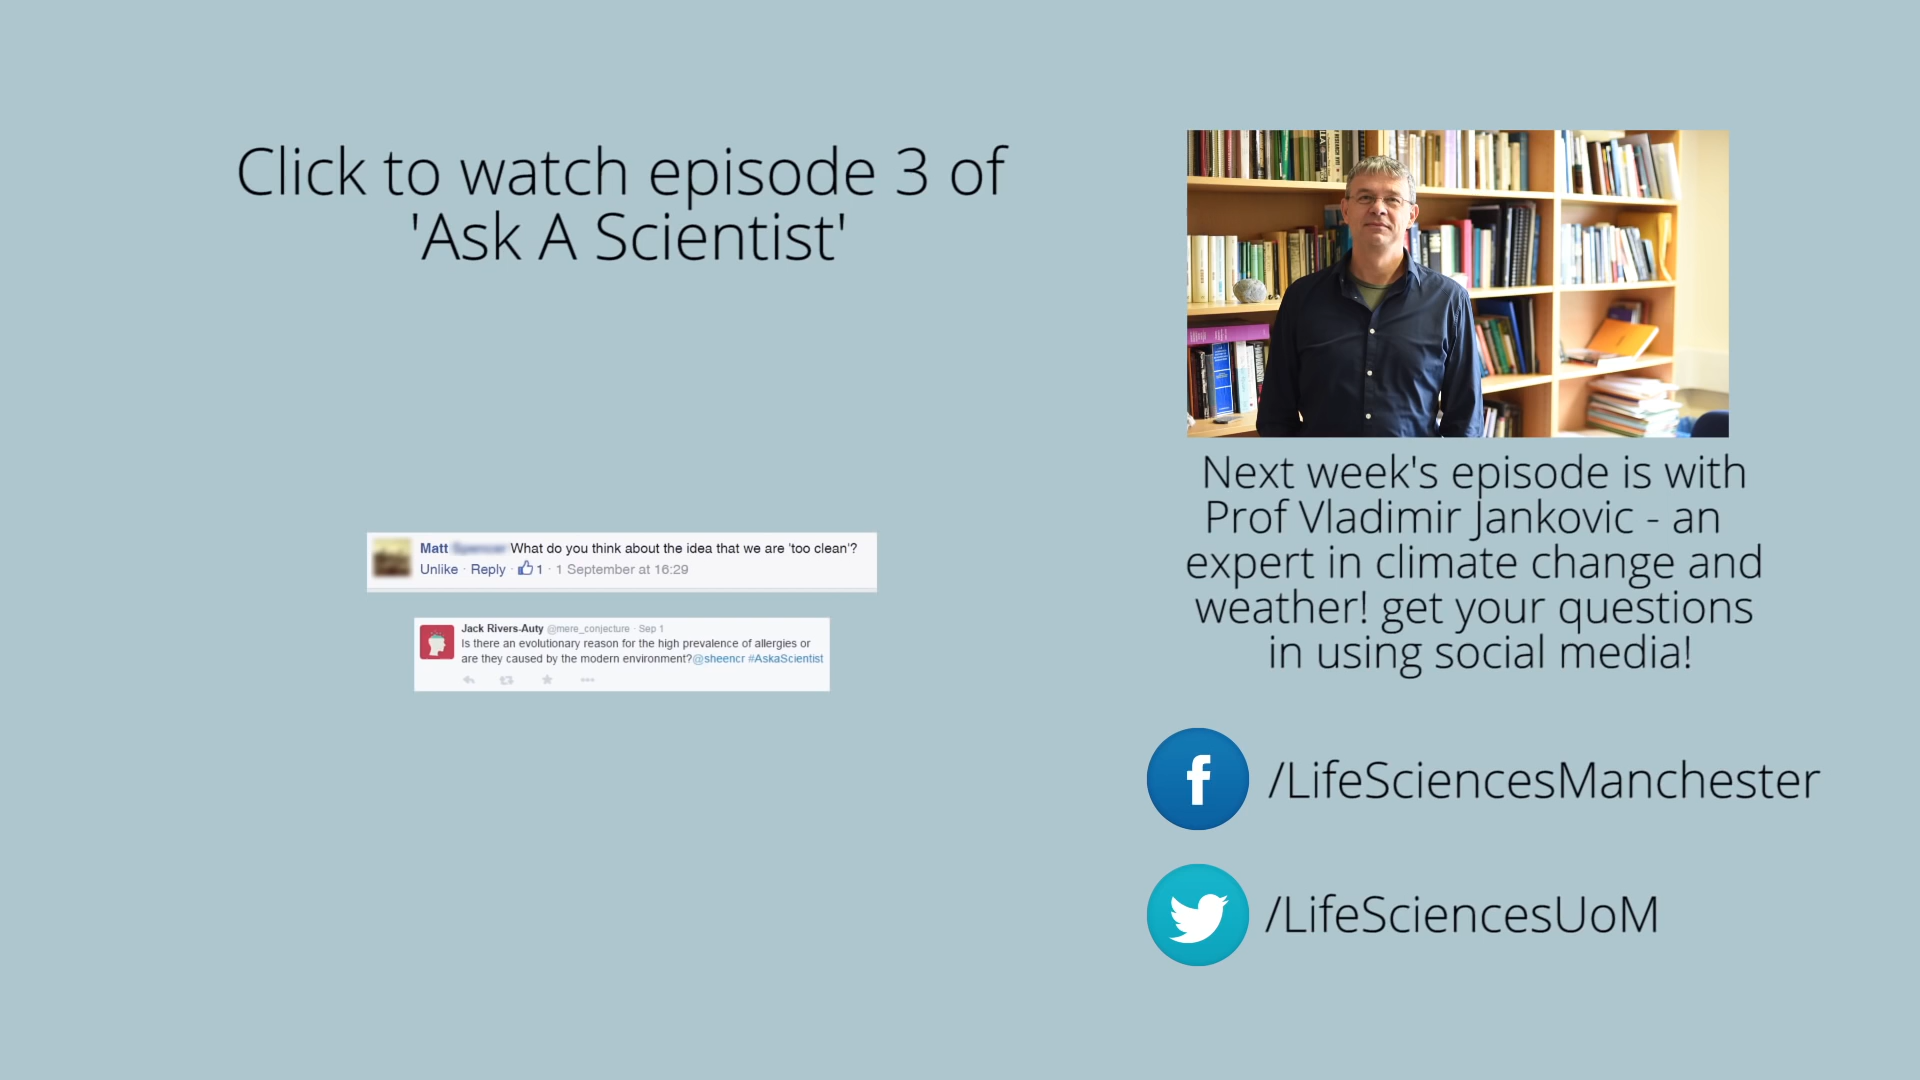 Click to watch episode 3 of
'Ask A Scientist'
Matt What do you think about the idea that we are 'too clean'?
Unlike · Reply · 1 · 1 September at 16:29
Jack Rivers-Auty @mere_conjecture · Sep 1
Is there an evolutionary reason for the high prevalence of allergies or
are they caused by the modern environment?@sheencr #AskaScientist
Next week's episode is with
Prof Vladimir Jankovic - an
expert in climate change and
weather! get your questions
in using social media!
/LifeSciencesManchester
/LifeSciencesUoM